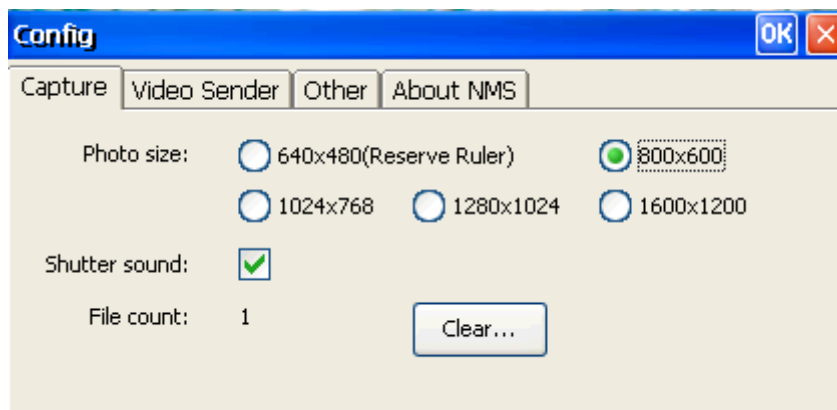 Config OK
Capture Video Sender Other About NMS
Photo size: 640x480(Reserve Ruler) 800x600
1024x768 1280x1024 1600x1200
Shutter sound:
File count: 1 Clear...